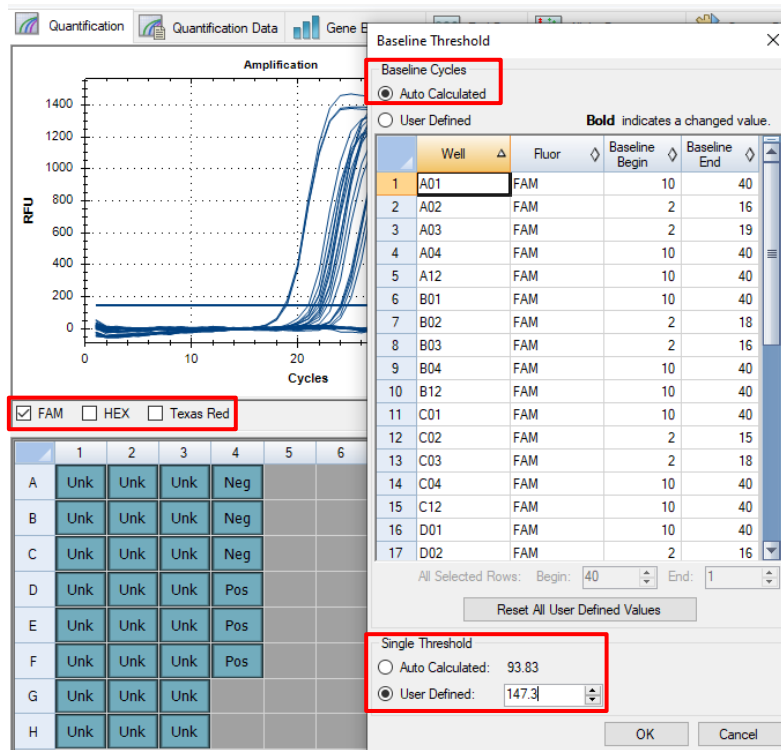 Quantification
Quantification Data
Gene E
Amplification
1400
1200
1000
800
600
400
200
0
RFU
0 10 20
Cycles
FAM HEX Texas Red
1 2 3 4 5 6
A Unk Unk Unk Neg
B Unk Unk Unk Neg
C Unk Unk Unk Neg
D Unk Unk Unk Pos
E Unk Unk Unk Pos
F Unk Unk Unk Pos
G Unk Unk Unk
H Unk Unk Unk
Baseline Threshold
Baseline Cycles
Auto Calculated
User Defined
Bold indicates a changed value.
Well Fluor Baseline Begin Baseline End
1 A01 FAM 10 40
2 A02 FAM 2 16
3 A03 FAM 2 19
4 A04 FAM 10 40
5 A12 FAM 10 40
6 B01 FAM 10 40
7 B02 FAM 2 18
8 B03 FAM 2 16
9 B04 FAM 10 40
10 B12 FAM 10 40
11 C01 FAM 10 40
12 C02 FAM 2 15
13 C03 FAM 2 18
14 C04 FAM 10 40
15 C12 FAM 10 40
16 D01 FAM 10 40
17 D02 FAM 2 16
All Selected Rows: Begin: 40 End: 1
Reset All User Defined Values
Single Threshold
Auto Calculated: 93.83
User Defined: 147.3
OK Cancel